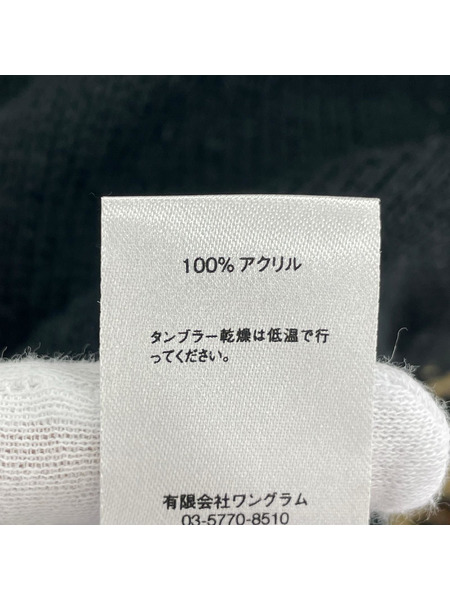 100% アクリル
タンブラー乾燥は低温で行
ってください。
有限会社ワングラム
03-5770-8510